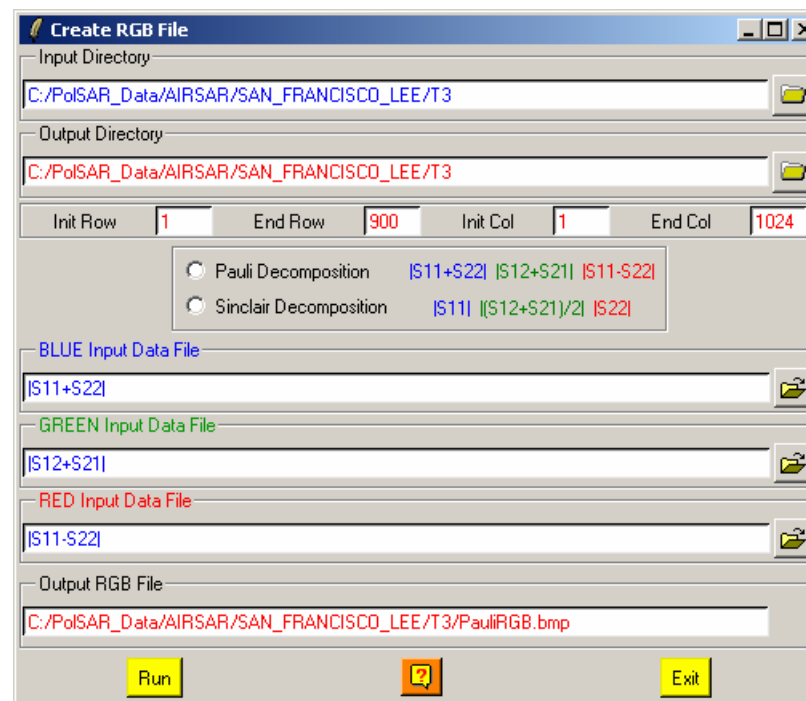 Create RGB File
Input Directory
C:/PolSAR_Data/AIRSAR/SAN_FRANCISCO_LEE/T3
Output Directory
C:/PolSAR_Data/AIRSAR/SAN_FRANCISCO_LEE/T3
Init Row 1 End Row 900 Init Col 1 End Col 1024
Pauli Decomposition |S11+S22| |S12+S21| |S11-S22|
Sinclair Decomposition |S11| |(S12+S21)/2| |S22|
BLUE Input Data File
|S11+S22|
GREEN Input Data File
|S12+S21|
RED Input Data File
|S11-S22|
Output RGB File
C:/PolSAR_Data/AIRSAR/SAN_FRANCISCO_LEE/T3/PauliRGB.bmp
Run ? Exit